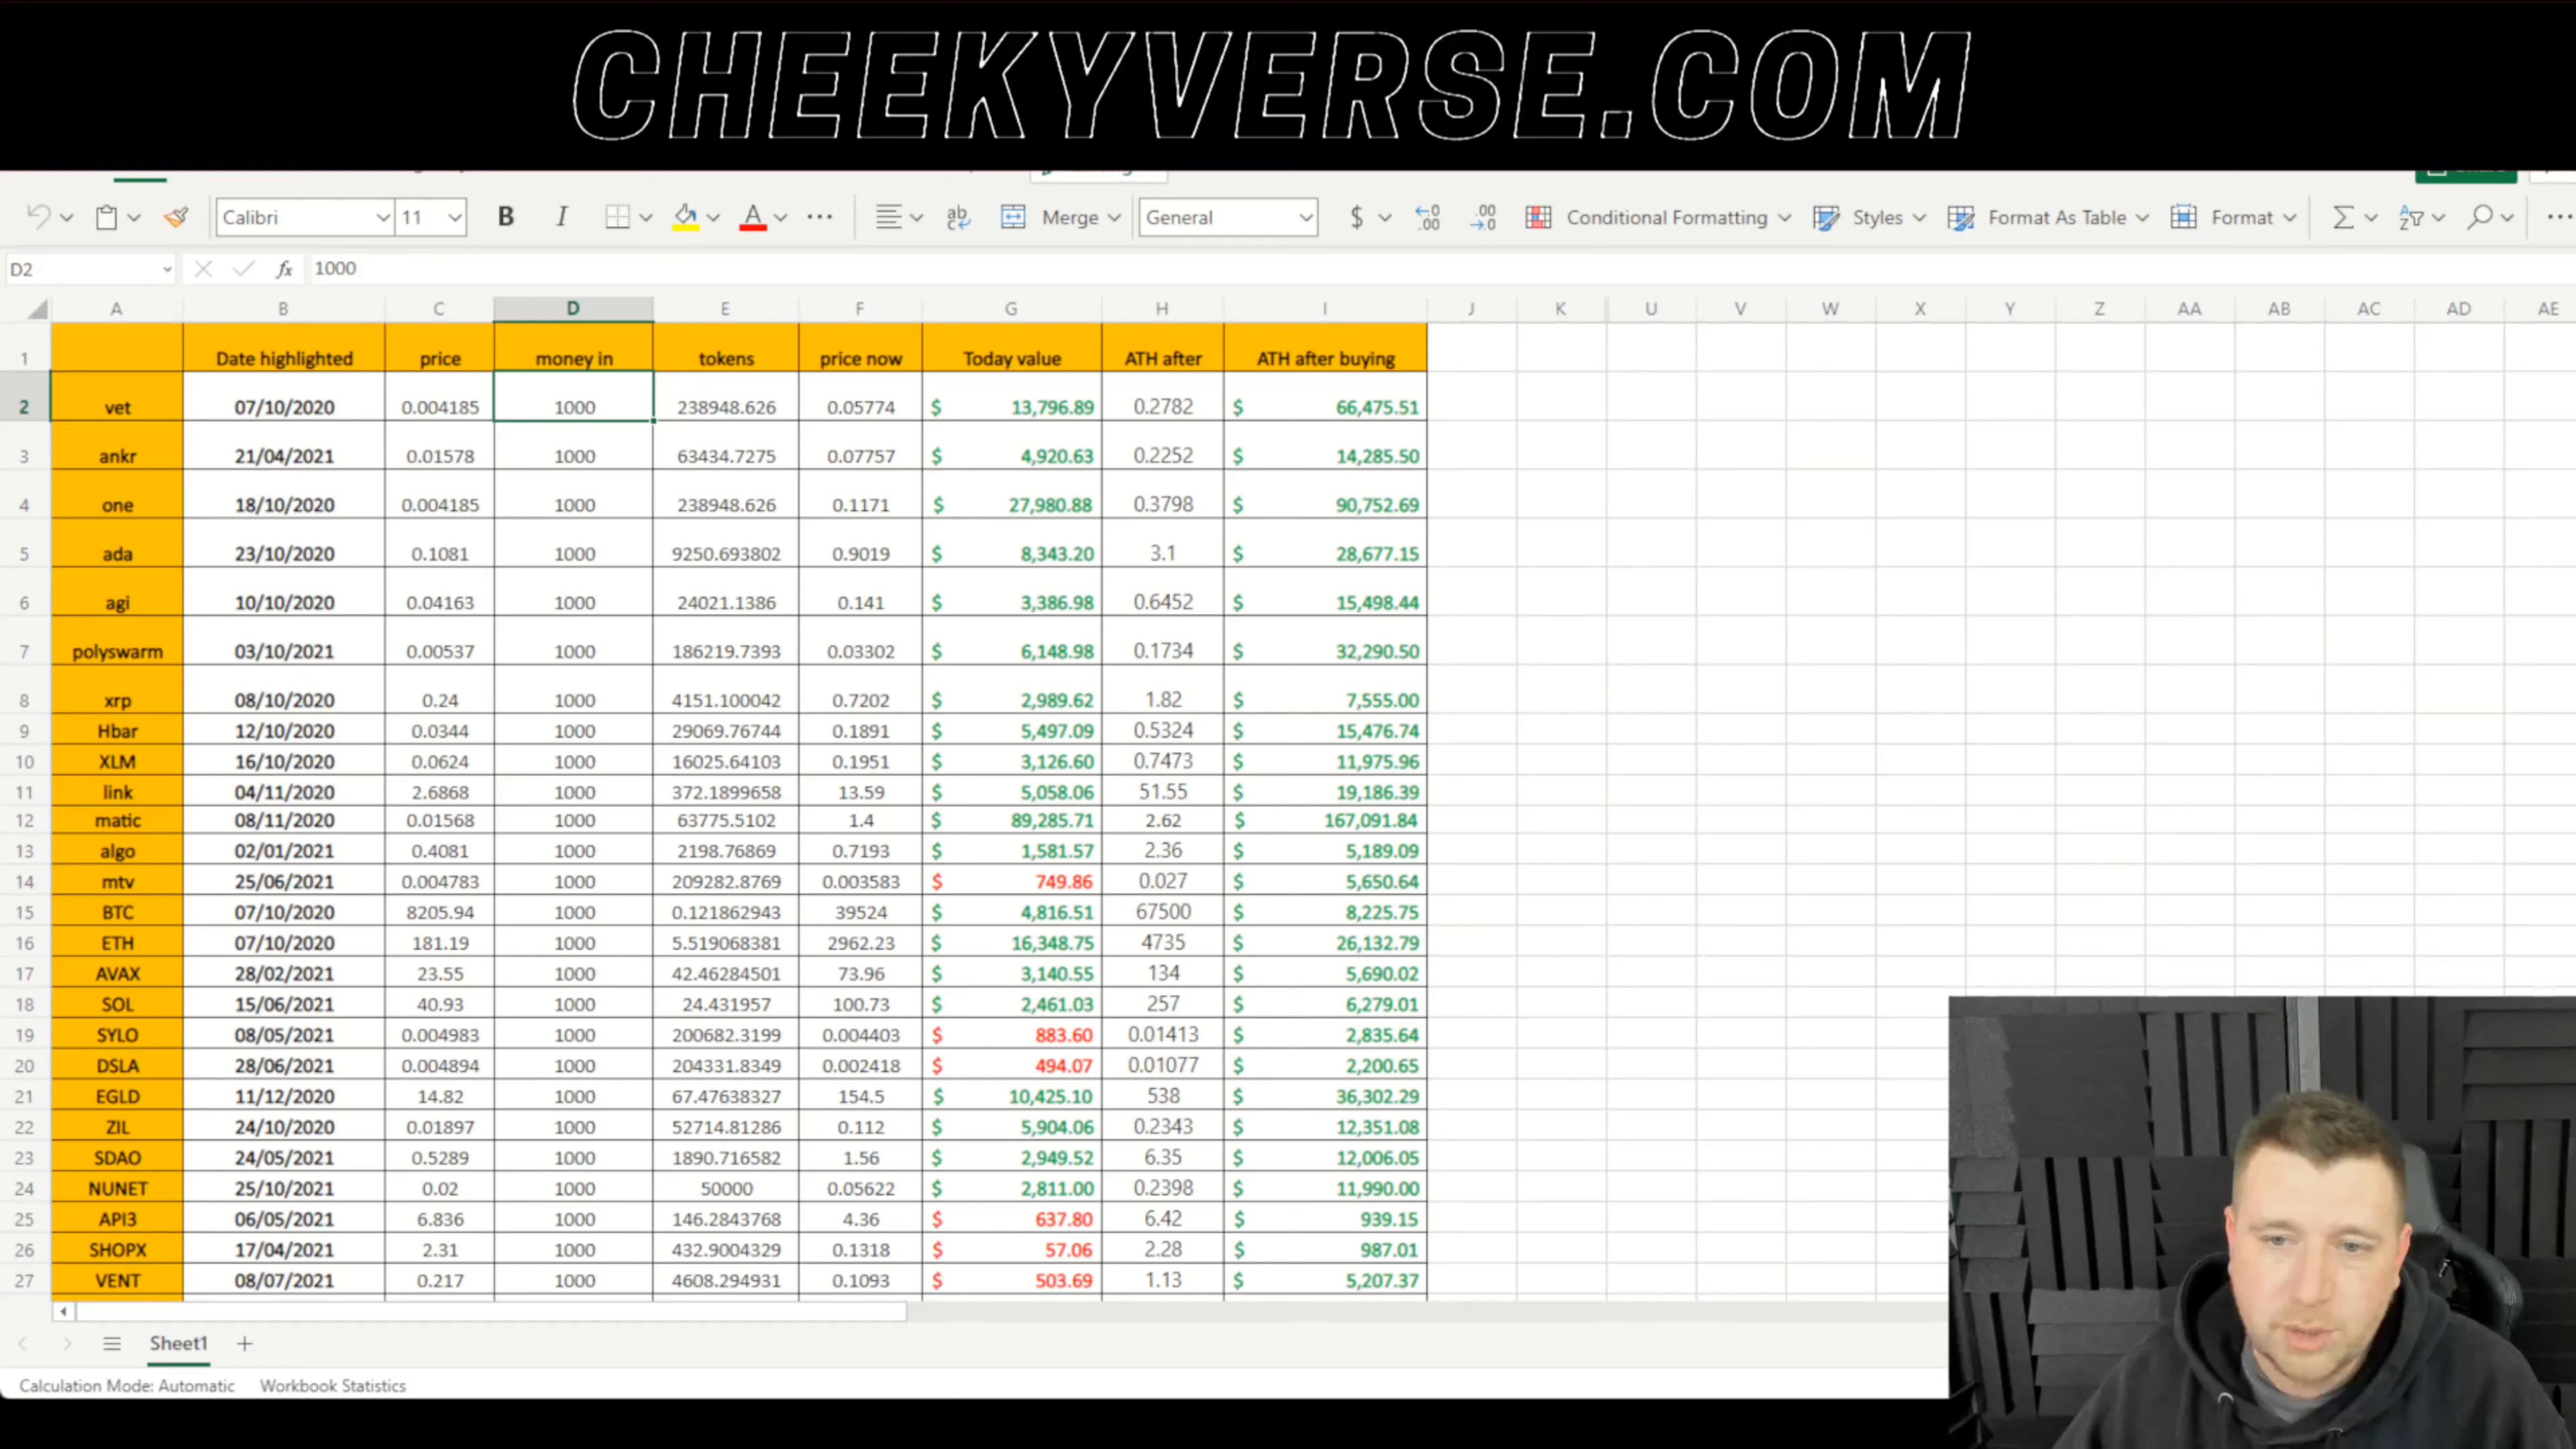 CHEEKYVERSE.COM
Calibri 11 B I A ... ab Merge General $ .00 .00 Conditional Formatting Styles Format As Table Format ...
D2 fx 1000
A B C D E F G H I J K U V W X Y Z AA AB AC AD AE
1 Date highlighted price money in tokens price now Today value ATH after ATH after buying
2 vet 07/10/2020 0.004185 1000 238948.626 0.05774 $ 13,796.89 0.2782 $ 66,475.51
3 ankr 21/04/2021 0.01578 1000 63434.7275 0.07757 $ 4,920.63 0.2252 $ 14,285.50
4 one 18/10/2020 0.004185 1000 238948.626 0.1171 $ 27,980.88 0.3798 $ 90,752.69
5 ada 23/10/2020 0.1081 1000 9250.693802 0.9019 $ 8,343.20 3.1 $ 28,677.15
6 agi 10/10/2020 0.04163 1000 24021.1386 0.141 $ 3,386.98 0.6452 $ 15,498.44
7 polyswarm 03/10/2021 0.00537 1000 186219.7393 0.03302 $ 6,148.98 0.1734 $ 32,290.50
8 xrp 08/10/2020 0.24 1000 4151.100042 0.7202 $ 2,989.62 1.82 $ 7,555.00
9 Hbar 12/10/2020 0.0344 1000 29069.76744 0.1891 $ 5,497.09 0.5324 $ 15,476.74
10 XLM 16/10/2020 0.0624 1000 16025.64103 0.1951 $ 3,126.60 0.7473 $ 11,975.96
11 link 04/11/2020 2.6868 1000 372.1899658 13.59 $ 5,058.06 51.55 $ 19,186.39
12 matic 08/11/2020 0.01568 1000 63775.5102 1.4 $ 89,285.71 2.62 $ 167,091.84
13 algo 02/01/2021 0.4081 1000 2198.76869 0.7193 $ 1,581.57 2.36 $ 5,189.09
14 mtv 25/06/2021 0.004783 1000 209282.8769 0.003583 $ 749.86 0.027 $ 5,650.64
15 BTC 07/10/2020 8205.94 1000 0.121862943 39524 $ 4,816.51 67500 $ 8,225.75
16 ETH 07/10/2020 181.19 1000 5.519068381 2962.23 $ 16,348.75 4735 $ 26,132.79
17 AVAX 28/02/2021 23.55 1000 42.46284501 73.96 $ 3,140.55 134 $ 5,690.02
18 SOL 15/06/2021 40.93 1000 24.431957 100.73 $ 2,461.03 257 $ 6,279.01
19 SYLO 08/05/2021 0.004983 1000 200682.3199 0.004403 $ 883.60 0.01413 $ 2,835.64
20 DSLA 28/06/2021 0.004894 1000 204331.8349 0.002418 $ 494.07 0.01077 $ 2,200.65
21 EGLD 11/12/2020 14.82 1000 67.47638327 154.5 $ 10,425.10 538 $ 36,302.29
22 ZIL 24/10/2020 0.01897 1000 52714.81286 0.112 $ 5,904.06 0.2343 $ 12,351.08
23 SDAO 24/05/2021 0.5289 1000 1890.716582 1.56 $ 2,949.52 6.35 $ 12,006.05
24 NUNET 25/10/2021 0.02 1000 50000 0.05622 $ 2,811.00 0.2398 $ 11,990.00
25 API3 06/05/2021 6.836 1000 146.2843768 4.36 $ 637.80 6.42 $ 939.15
26 SHOPX 17/04/2021 2.31 1000 432.9004329 0.1318 $ 57.06 2.28 $ 987.01
27 VENT 08/07/2021 0.217 1000 4608.294931 0.1093 $ 503.69 1.13 $ 5,207.37
Sheet1
Calculation Mode: Automatic Workbook Statistics